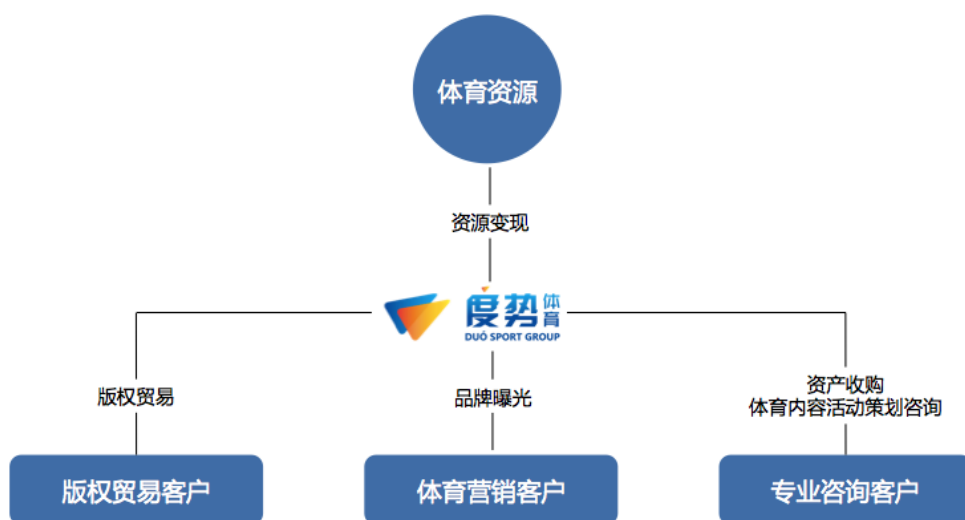 体育资源
资源变现
度势体育
DUÓ SPORT GROUP
版权贸易
品牌曝光
资产收购
体育内容活动策划咨询
版权贸易客户
体育营销客户
专业咨询客户